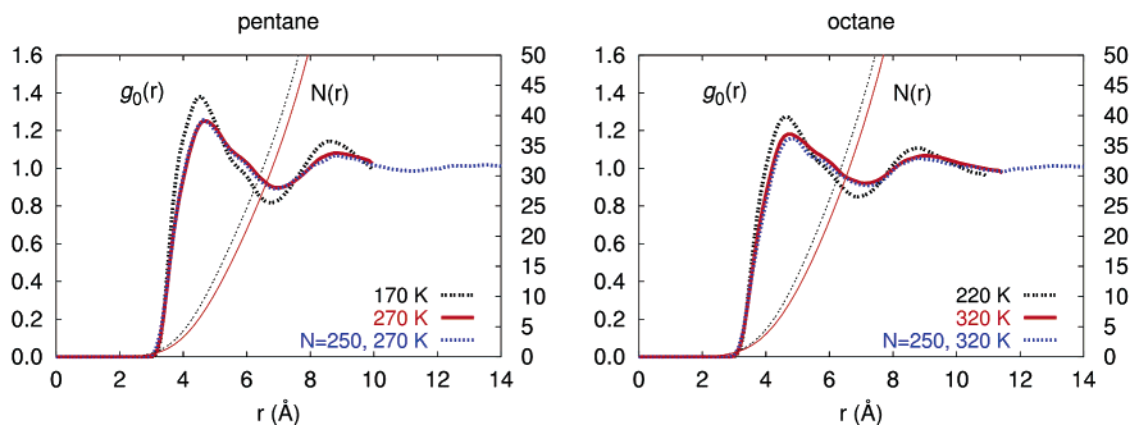 pentane
1.6
1.4
1.2
1.0
0.8
0.6
0.4
0.2
0.0
g₀(r)
N(r)
50
45
40
35
30
25
20
15
10
5
0
170 K
270 K
N=250, 270 K
0 2 4 6 8 10 12 14
r (Å)
octane
1.6
1.4
1.2
1.0
0.8
0.6
0.4
0.2
0.0
g₀(r)
N(r)
50
45
40
35
30
25
20
15
10
5
0
220 K
320 K
N=250, 320 K
0 2 4 6 8 10 12 14
r (Å)